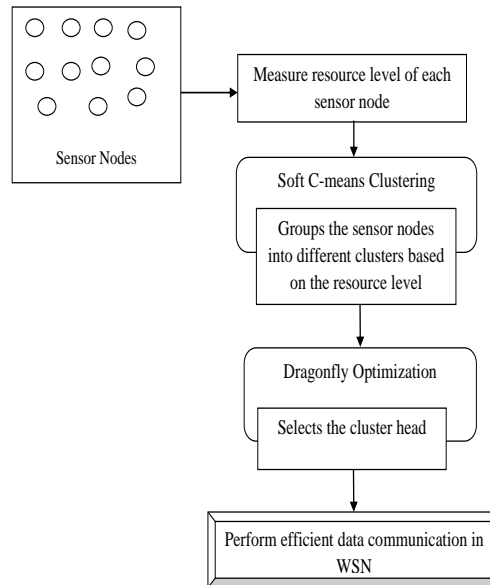 Sensor Nodes
Measure resource level of each
sensor node
Soft C-means Clustering
Groups the sensor nodes
into different clusters based
on the resource level
Dragonfly Optimization
Selects the cluster head
Perform efficient data communication in
WSN